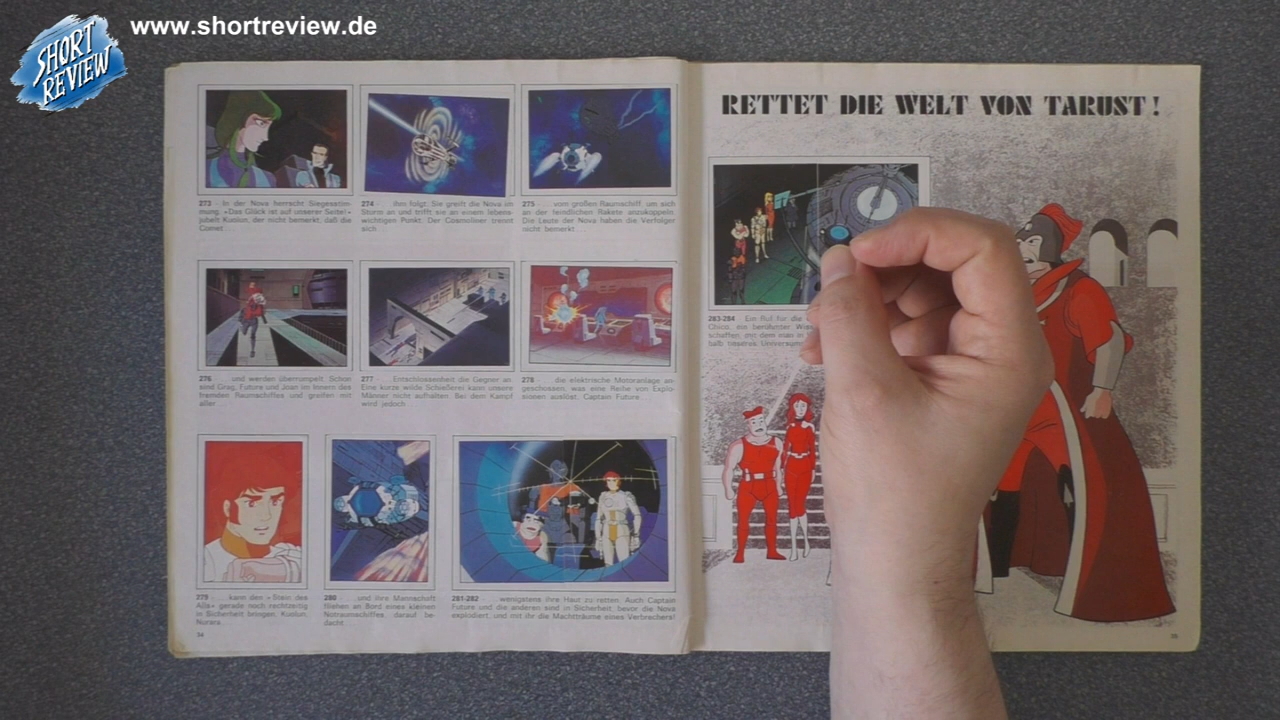 SHORT
REVIEW
www.shortreview.de
273 - In der Nova herrscht Siegesstim-
mung. »Das Glück ist auf unserer Seite!«
jubelt Kuolun, der nicht bemerkt, daß die
Comet...
274 ... ihm folgt. Sie greift die Nova im
Sturm an und trifft sie an einem lebens-
wichtigen Punkt. Der Cosmoliner trennt
sich ...
275 ... vom großen Raumschiff, um sich
an der feindlichen Rakete anzukoppeln.
Die Leute der Nova haben die Verfolger
nicht bemerkt ...
276 ... und werden überrumpelt. Schon
sind Grag, Future und Joan im Innern des
fremden Raumschiffes und greifen mit
aller ...
277 ... Entschlossenheit die Gegner an.
Eine kurze wilde Schießerei kann unsere
Männer nicht aufhalten. Bei dem Kampf
wird jedoch ...
278 ... die elektrische Motoranlage an-
geschossen, was eine Reihe von Explo-
sionen auslöst. Captain Future ...
279 ... kann den »Stein des
Alls« gerade noch rechtzeitig
in Sicherheit bringen. Kuolun,
Nurara ...
280 ... und ihre Mannschaft
fliehen an Bord eines kleinen
Notraumschiffes, darauf be-
dacht ...
281-282 ... wenigstens ihre Haut zu retten. Auch Captain
Future und die anderen sind in Sicherheit, bevor die Nova
explodiert und mit ihr die Machtträume eines Verbrechers!
34
RETTET DIE WELT VON TARUST!
283-284 Ein Ruf für die
Chico, ein berühmter
schaffen, mit dem man in
halb unseres Universums
35